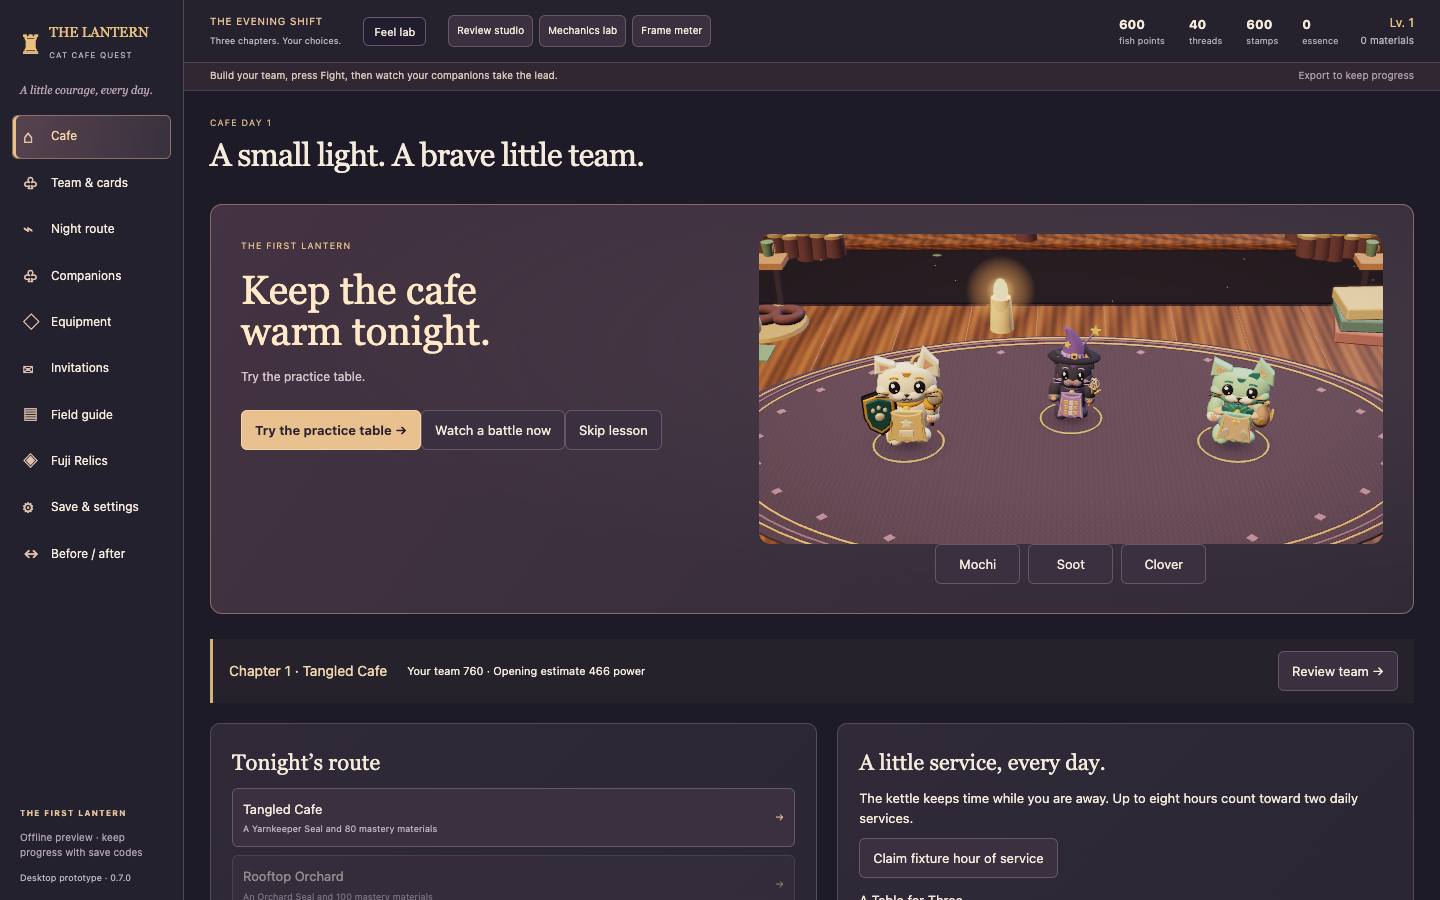 THE LANTERN
CAT CAFE QUEST
A little courage, every day.
Cafe
Team & cards
Night route
Companions
Equipment
Invitations
Field guide
Fuji Relics
Save & settings
Before / after
THE FIRST LANTERN
Offline preview · keep
progress with save codes
Desktop prototype · 0.7.0
THE EVENING SHIFT
Three chapters. Your choices.
Feel lab
Review studio
Mechanics lab
Frame meter
600
fish points
40
threads
600
stamps
0
essence
Lv. 1
0 materials
Build your team, press Fight, then watch your companions take the lead.
Export to keep progress
CAFE DAY 1
A small light. A brave little team.
THE FIRST LANTERN
Keep the cafe
warm tonight.
Try the practice table.
Try the practice table →
Watch a battle now
Skip lesson
Mochi
Soot
Clover
Chapter 1 · Tangled Cafe
Your team 760 · Opening estimate 466 power
Review team →
Tonight’s route
Tangled Cafe
A Yarnkeeper Seal and 80 mastery materials
→
Rooftop Orchard
An Orchard Seal and 100 mastery materials
→
A little service, every day.
The kettle keeps time while you are away. Up to eight hours count toward two daily
services.
Claim fixture hour of service
A Table for Three